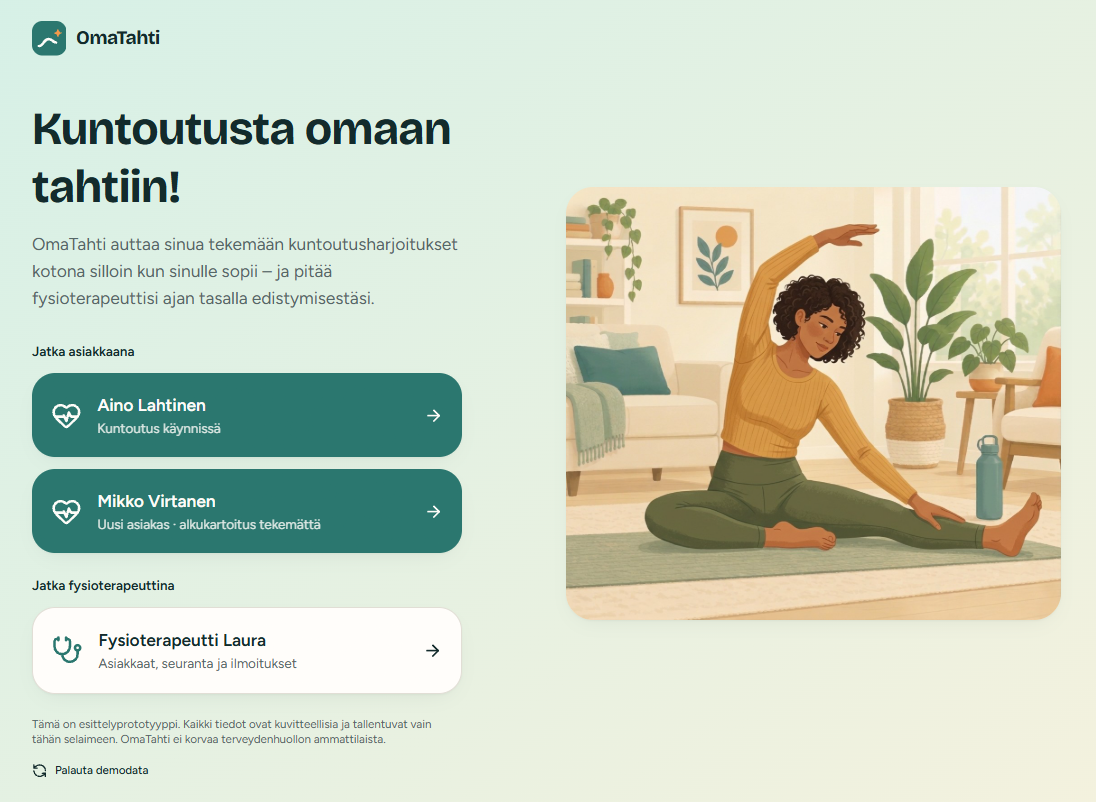 OmaTahti
Kuntoutusta omaan
tahtiin!
OmaTahti auttaa sinua tekemään kuntoutusharjoitukset
kotona silloin kun sinulle sopii – ja pitää
fysioterapeuttisi ajan tasalla edistymisestäsi.
Jatka asiakkaana
Aino Lahtinen
Kuntoutus käynnissä
Mikko Virtanen
Uusi asiakas · alkukartoitus tekemättä
Jatka fysioterapeuttina
Fysioterapeutti Laura
Asiakkaat, seuranta ja ilmoitukset
Tämä on esittelyprototyyppi. Kaikki tiedot ovat kuvitteellisia ja tallentuvat vain
tähän selaimeen. OmaTahti ei korvaa terveydenhuollon ammattilaista.
Palauta demodata